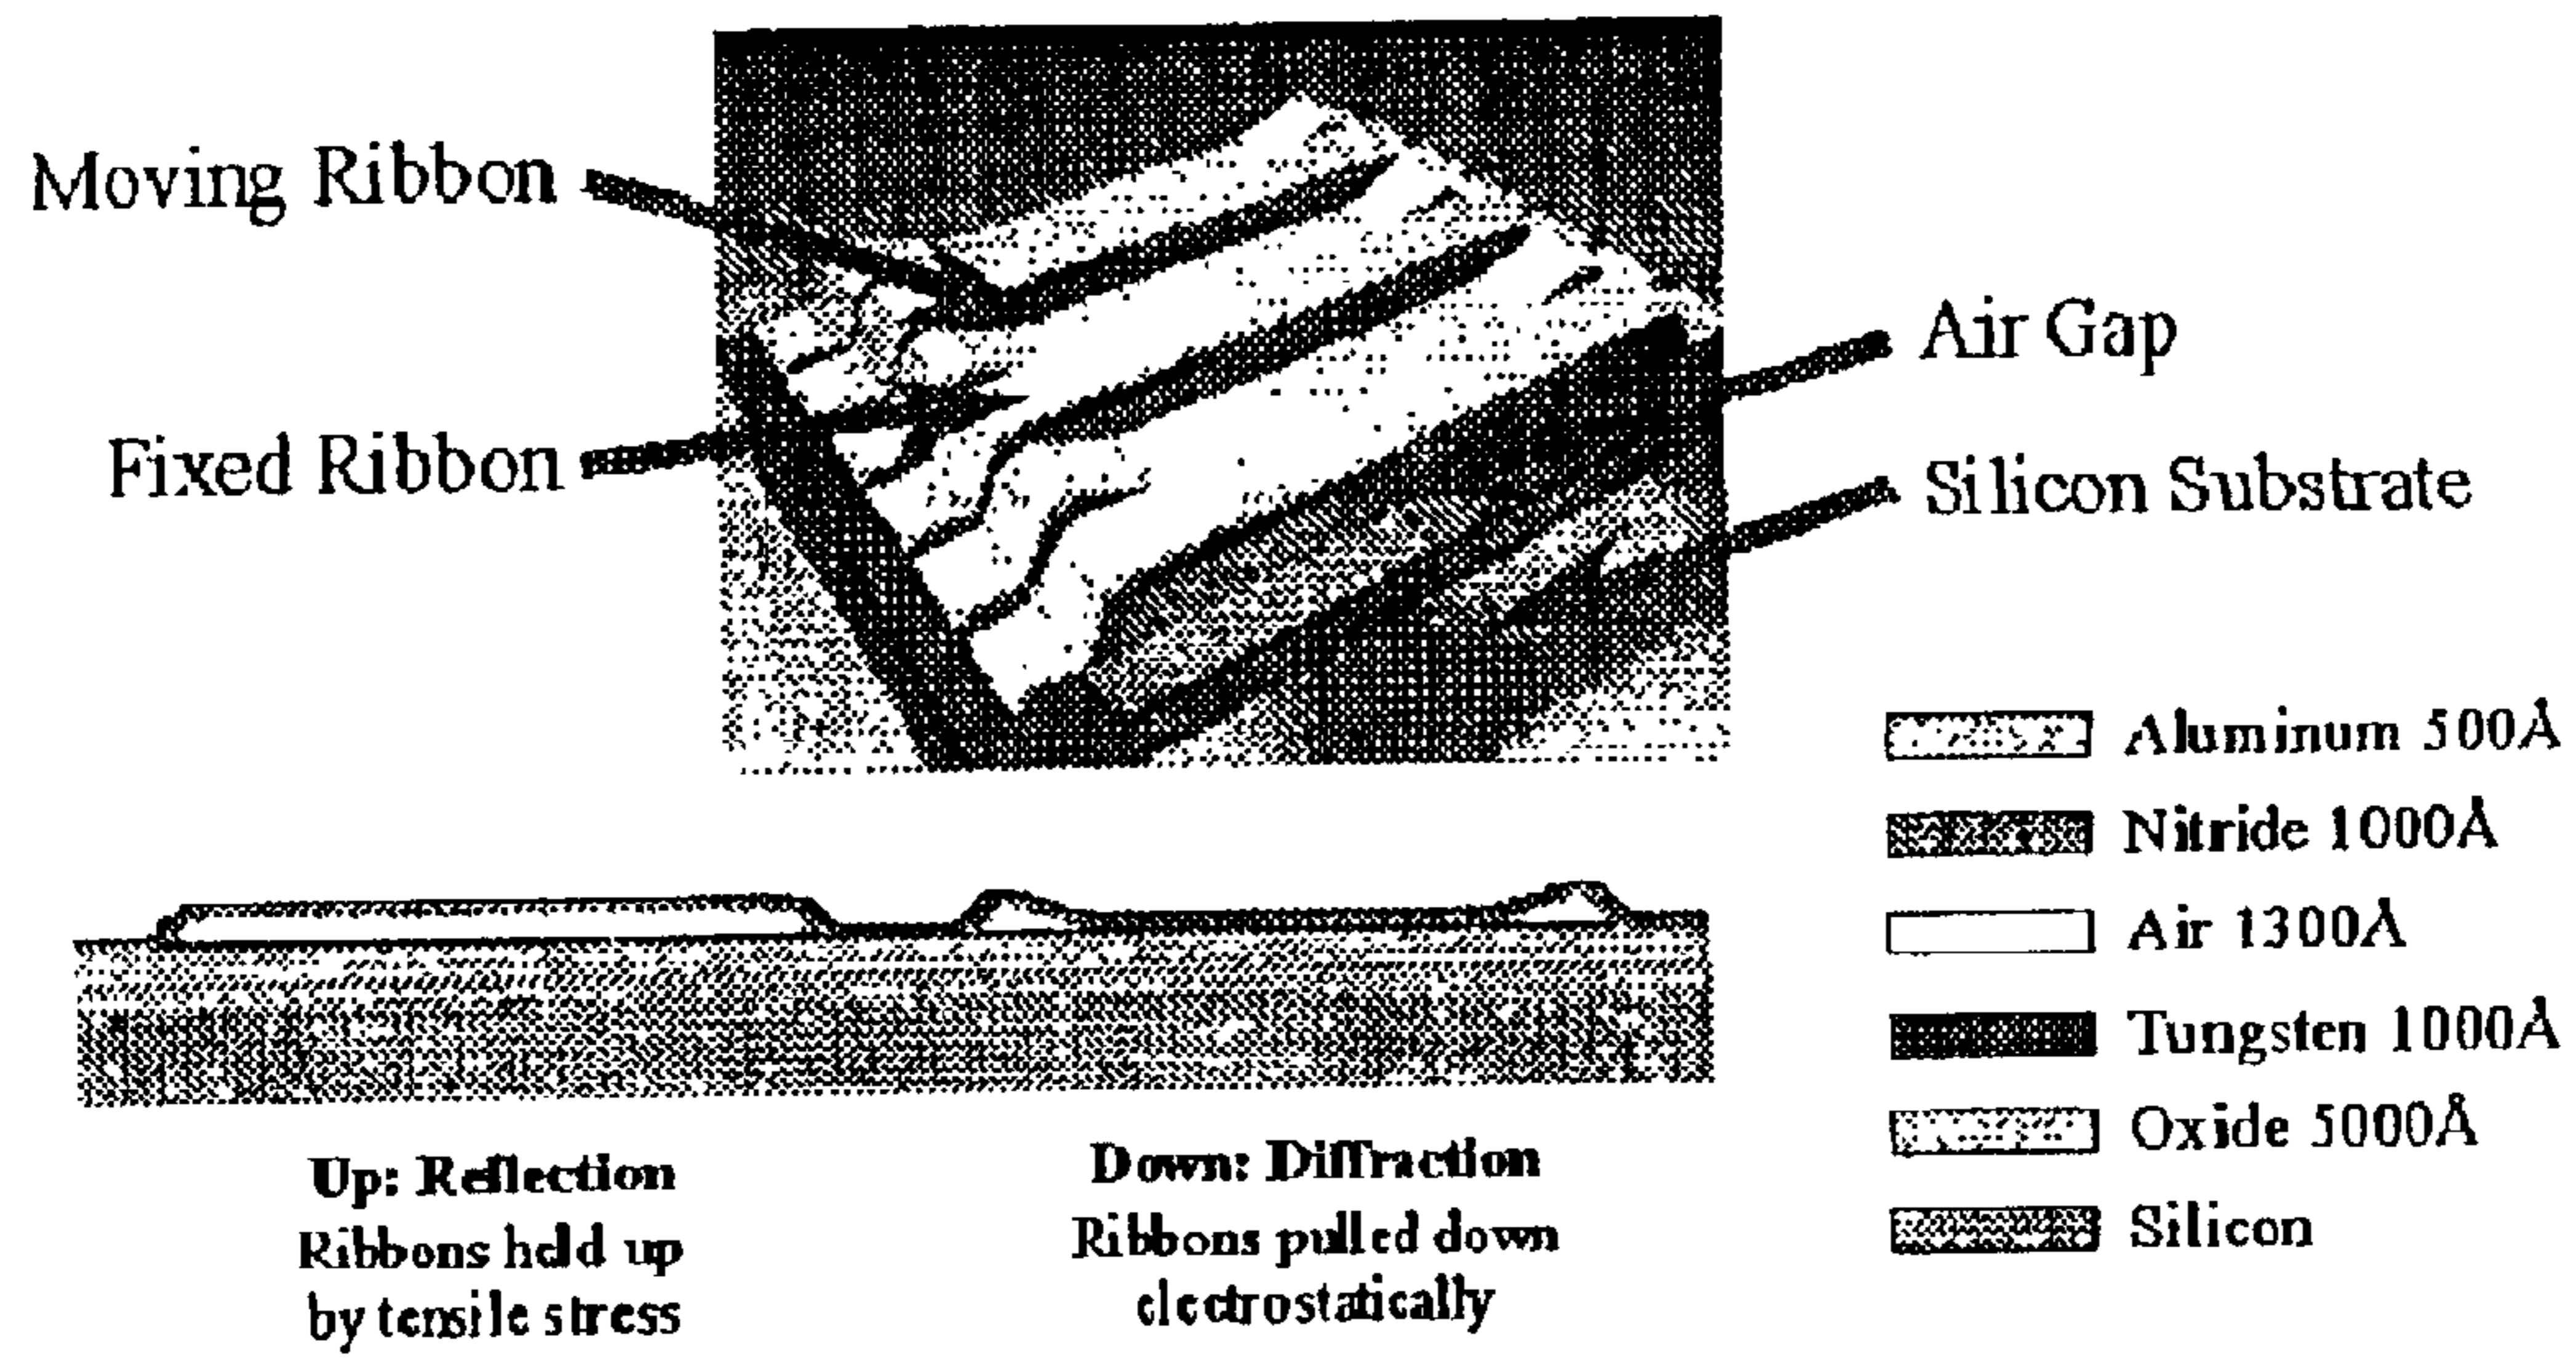 Moving Ribbon
Fixed Ribbon
Air Gap
Silicon Substrate
Aluminum 500Å
Nitride 1000Å
Air 1300Å
Tungsten 1000Å
Oxide 5000Å
Silicon
Up: Reflection
Ribbons held up
by tensile stress
Down: Diffraction
Ribbons pulled down
electrostatically